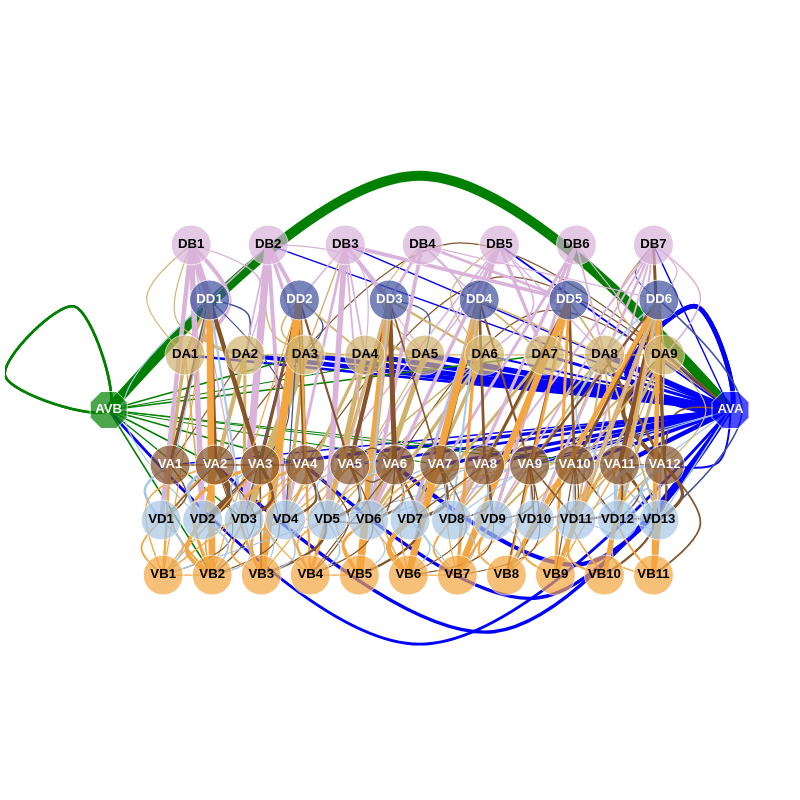 DB1 DB2 DB3 DB4 DB5 DB6 DB7
DD1 DD2 DD3 DD4 DD5 DD6
DA1 DA2 DA3 DA4 DA5 DA6 DA7 DA8 DA9
AVB AVA
VA1 VA2 VA3 VA4 VA5 VA6 VA7 VA8 VA9 VA10 VA11 VA12
VD1 VD2 VD3 VD4 VD5 VD6 VD7 VD8 VD9 VD10 VD11 VD12 VD13
VB1 VB2 VB3 VB4 VB5 VB6 VB7 VB8 VB9 VB10 VB11